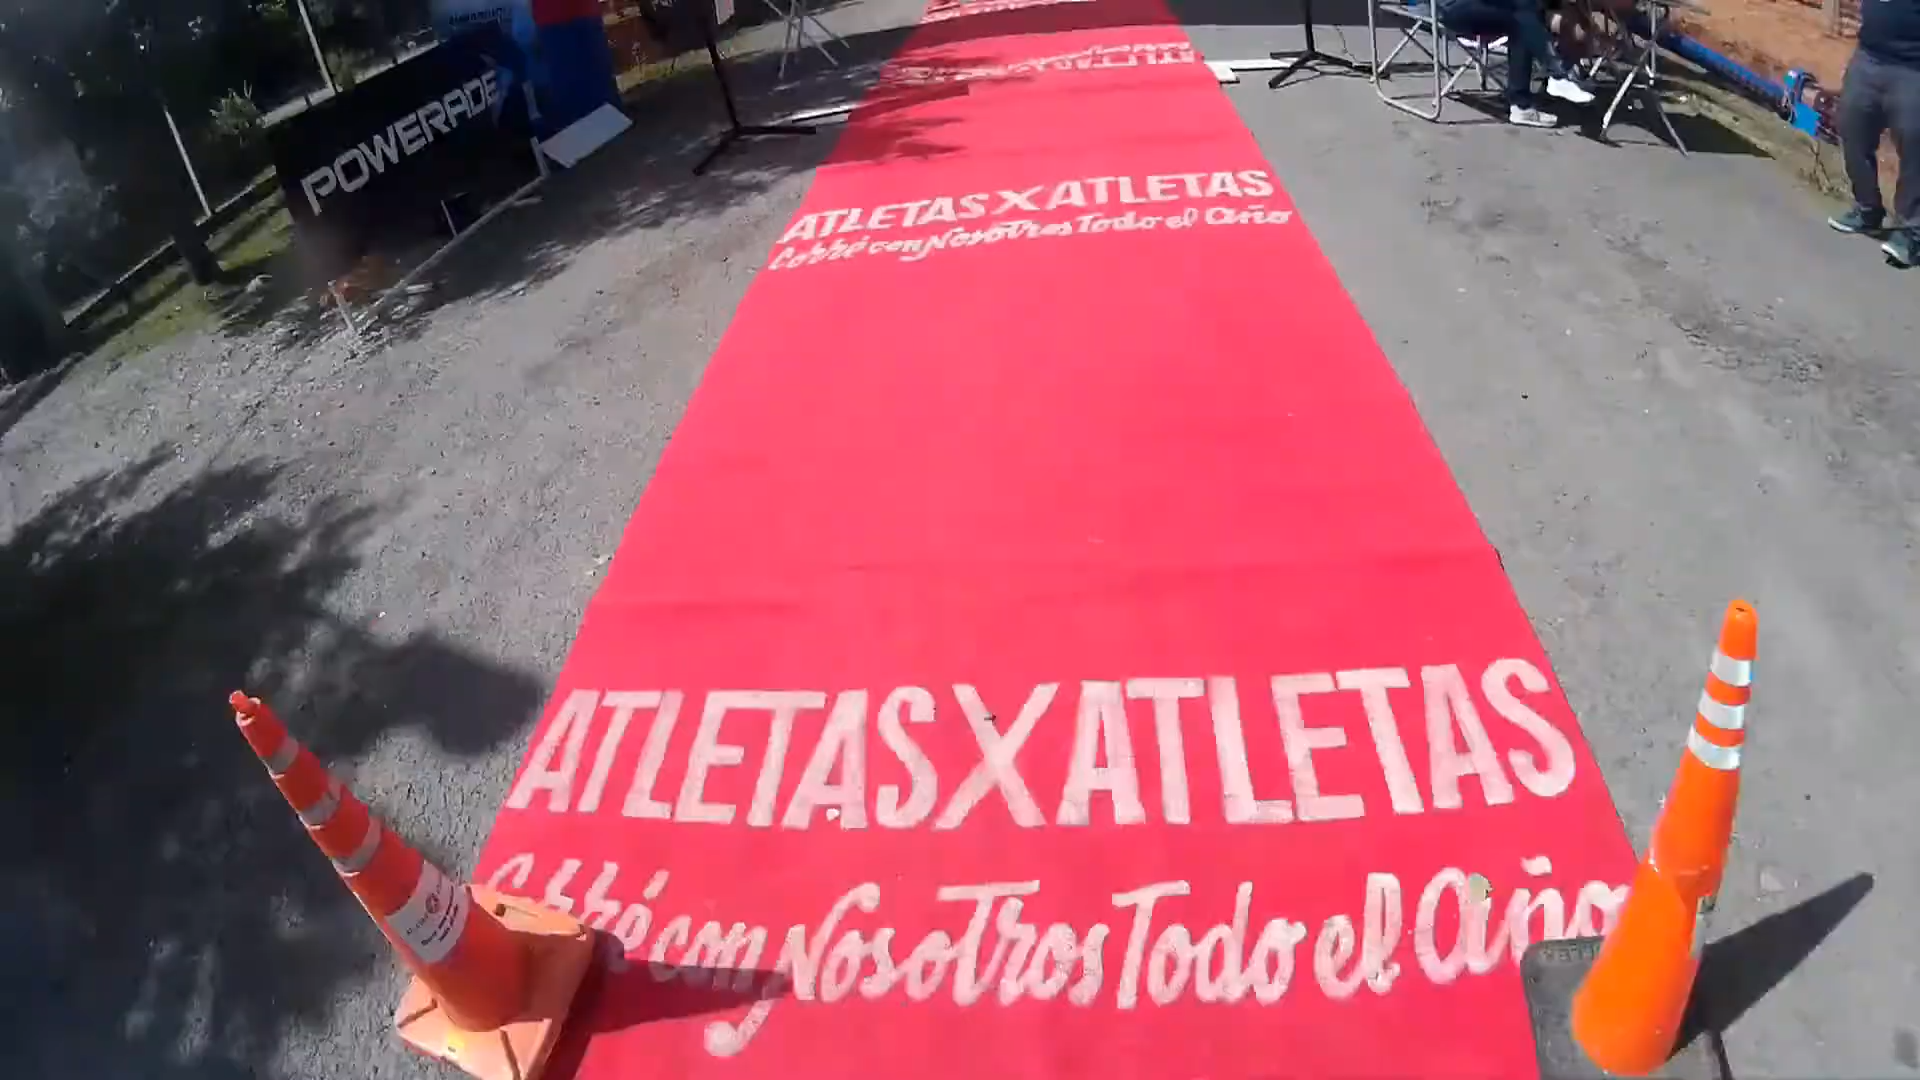 POWERADE
ATLETAS X ATLETAS
Corré con Nosotros Todo el Año
ATLETAS X ATLETAS
Corré con Nosotros Todo el Año